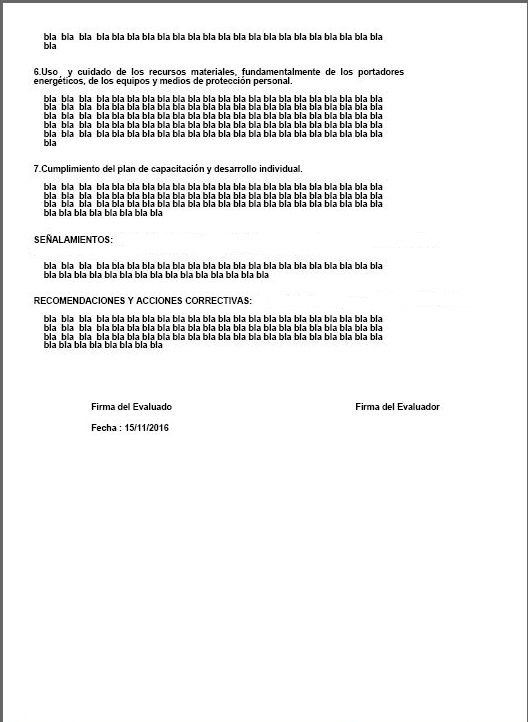 bla bla bla bla bla bla bla bla bla bla bla bla bla bla bla bla bla bla bla bla bla bla
bla
6.Uso y cuidado de los recursos materiales, fundamentalmente de los portadores
energéticos, de los equipos y medios de protección personal.
bla bla bla bla bla bla bla bla bla bla bla bla bla bla bla bla bla bla bla bla bla bla
bla bla bla bla bla bla bla bla bla bla bla bla bla bla bla bla bla bla bla bla bla bla
bla bla bla bla bla bla bla bla bla bla bla bla bla bla bla bla bla bla bla bla bla bla
bla bla bla bla bla bla bla bla bla bla bla bla bla bla bla bla bla bla bla bla bla bla
bla bla bla bla bla bla bla bla bla bla bla bla bla bla bla bla bla bla bla bla bla bla
bla
7.Cumplimiento del plan de capacitación y desarrollo individual.
bla bla bla bla bla bla bla bla bla bla bla bla bla bla bla bla bla bla bla bla bla bla
bla bla bla bla bla bla bla bla bla bla bla bla bla bla bla bla bla bla bla bla bla bla
bla bla bla bla bla bla bla bla bla bla bla bla bla bla bla bla bla bla bla bla bla bla
bla bla bla bla bla bla bla bla
SEÑALAMIENTOS:
bla bla bla bla bla bla bla bla bla bla bla bla bla bla bla bla bla bla bla bla bla bla
bla bla bla bla bla bla bla bla bla bla bla bla bla bla bla
RECOMENDACIONES Y ACCIONES CORRECTIVAS:
bla bla bla bla bla bla bla bla bla bla bla bla bla bla bla bla bla bla bla bla bla bla
bla bla bla bla bla bla bla bla bla bla bla bla bla bla bla bla bla bla bla bla bla bla
bla bla bla bla bla bla bla bla bla bla bla bla bla bla bla bla bla bla bla bla bla bla
bla bla bla bla bla bla bla bla
Firma del Evaluado Firma del Evaluador
Fecha : 15/11/2016